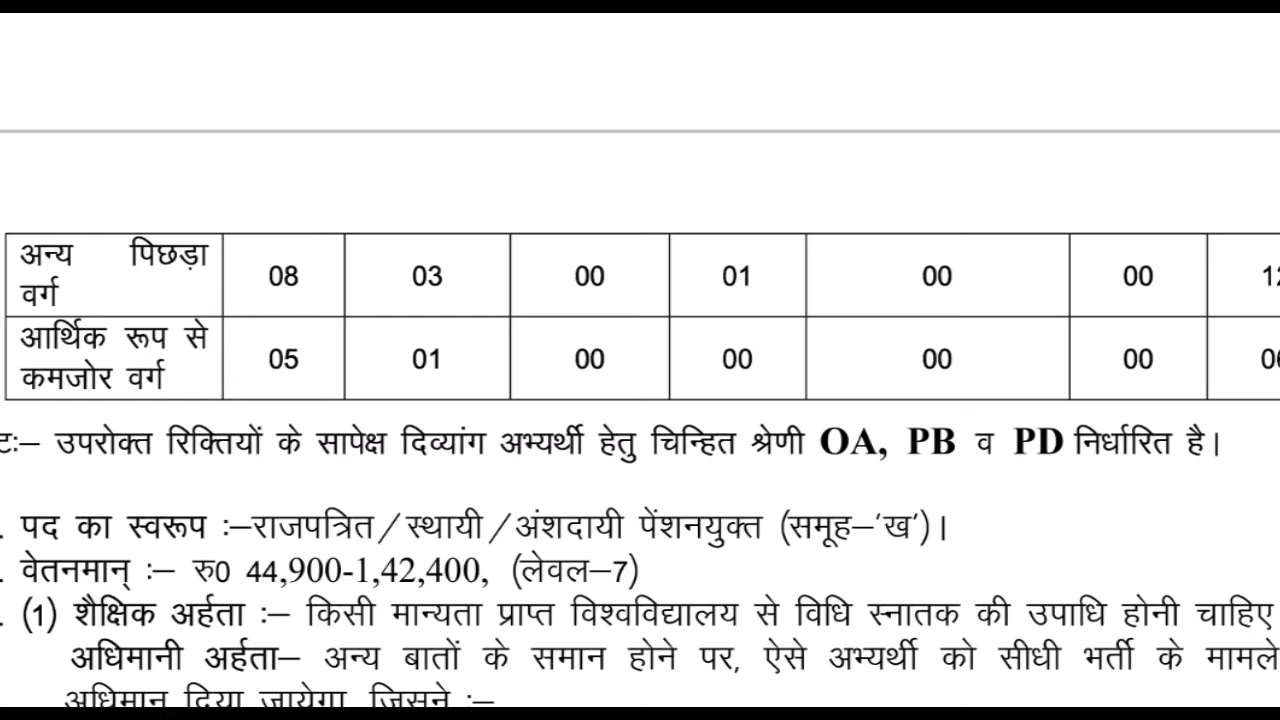 अन्य पिछड़ा
वर्ग
08 03 00 01 00 00
आर्थिक रूप से
कमजोर वर्ग
05 01 00 00 00 00
उपरोक्त रिक्तियों के सापेक्ष दिव्यांग अभ्यर्थी हेतु चिन्हित श्रेणी OA, PB व PD निर्धारित है।
. पद का स्वरूप :–राजपत्रित/स्थायी/अंशदायी पेंशनयुक्त (समूह–'ख')।
. वेतनमान् :– रु0 44,900-1,42,400, (लेवल–7)
. (1) शैक्षिक अर्हता :– किसी मान्यता प्राप्त विश्वविद्यालय से विधि स्नातक की उपाधि होनी चाहिए
अधिमानी अर्हता– अन्य बातों के समान होने पर, ऐसे अभ्यर्थी को सीधी भर्ती के मामले
अधिमान दिया जायेगा, जिसने :–